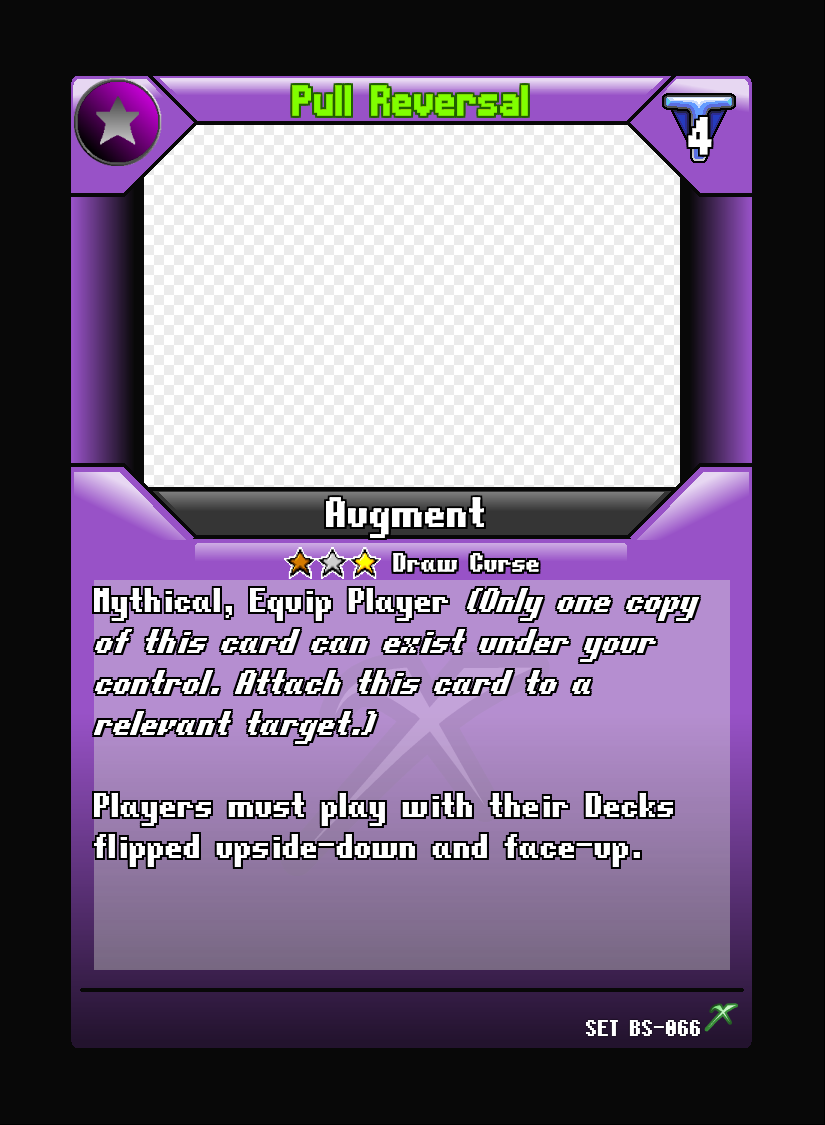 Pull Reversal
4
Augment
Draw Curse
Mythical, Equip Player (Only one copy
of this card can exist under your
control. Attach this card to a
relevant target.)
Players must play with their Decks
flipped upside-down and face-up.
SET BS-066